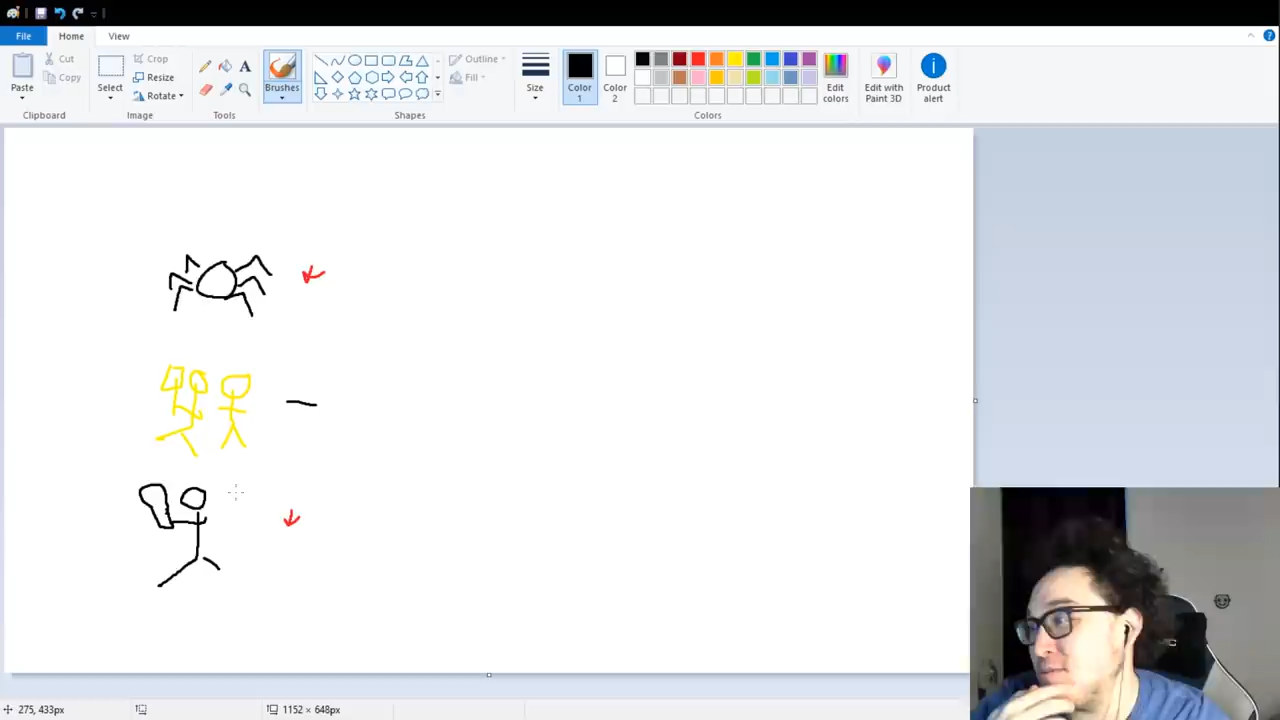 File
Home
View
Paste
Cut
Copy
Clipboard
Select
Crop
Resize
Rotate
Image
A
Tools
Brushes
Shapes
Outline
Fill
Size
Color 1
Color 2
Colors
Edit colors
Edit with Paint 3D
Product alert
275, 433px
1152 × 648px